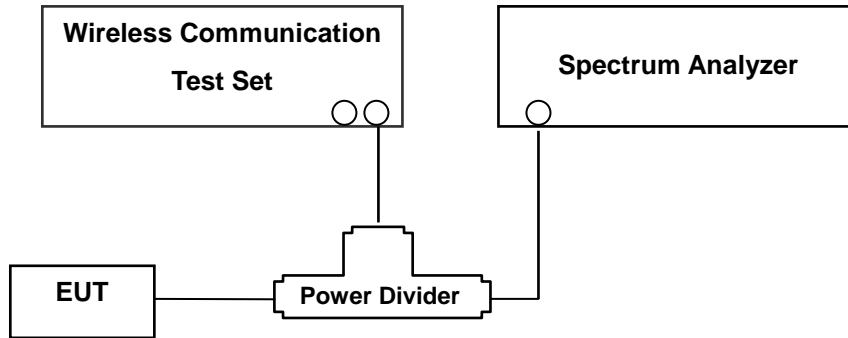 Wireless Communication
Test Set
Spectrum Analyzer
EUT
Power Divider